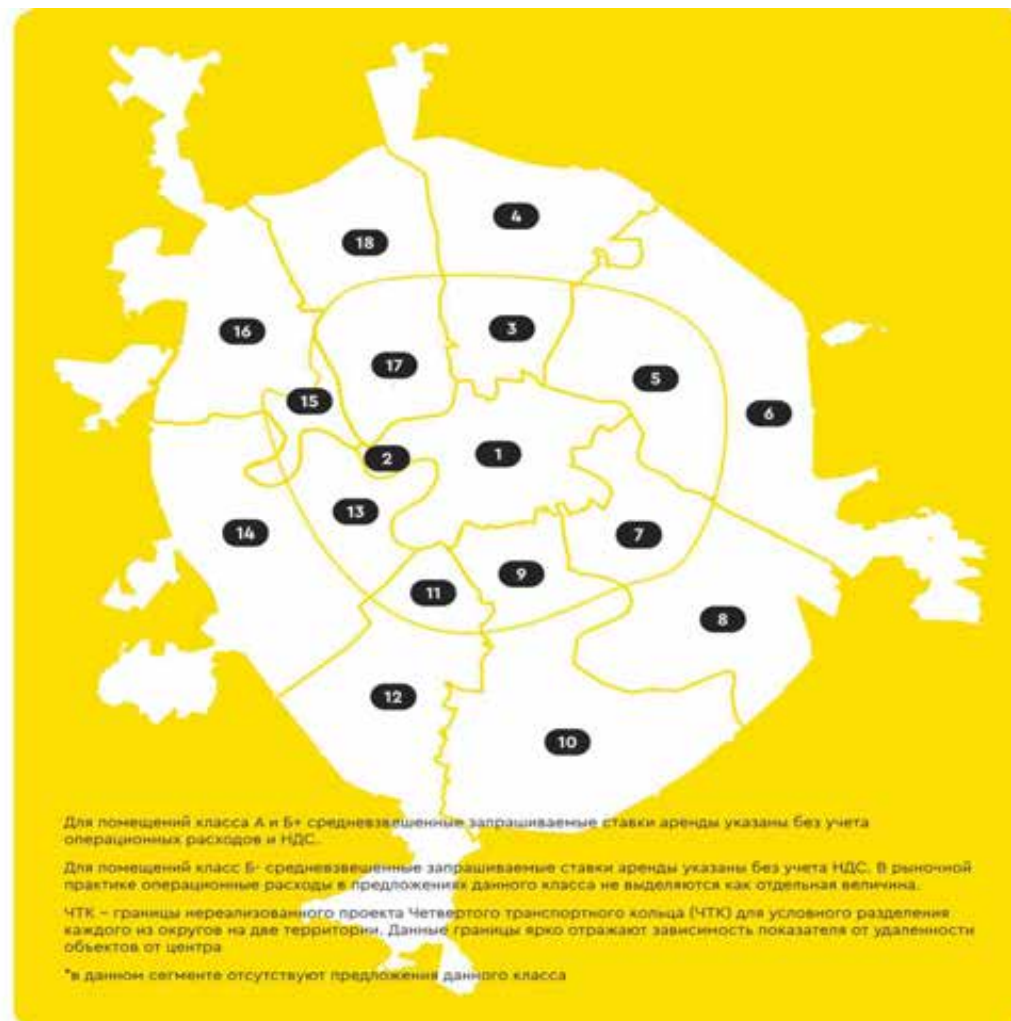 4
18
3
16
17
5
15
6
2
1
13
14
7
9
11
8
12
10
Для помещений класса А и Б+ средневзвешенные запрашиваемые ставки аренды указаны без учета
операционных расходов и НДС.
Для помещений класс Б- средневзвешенные запрашиваемые ставки аренды указаны без учета НДС. В рыночной
практике операционные расходы в предложениях данного класса не выделяются как отдельная величина.
ЧТК – границы нереализованного проекта Четвертого транспортного кольца (ЧТК) для условного разделения
каждого из округов на две территории. Данные границы ярко отражают зависимость показателя от удаленности
объектов от центра
*в данном сегменте отсутствуют предложения данного класса